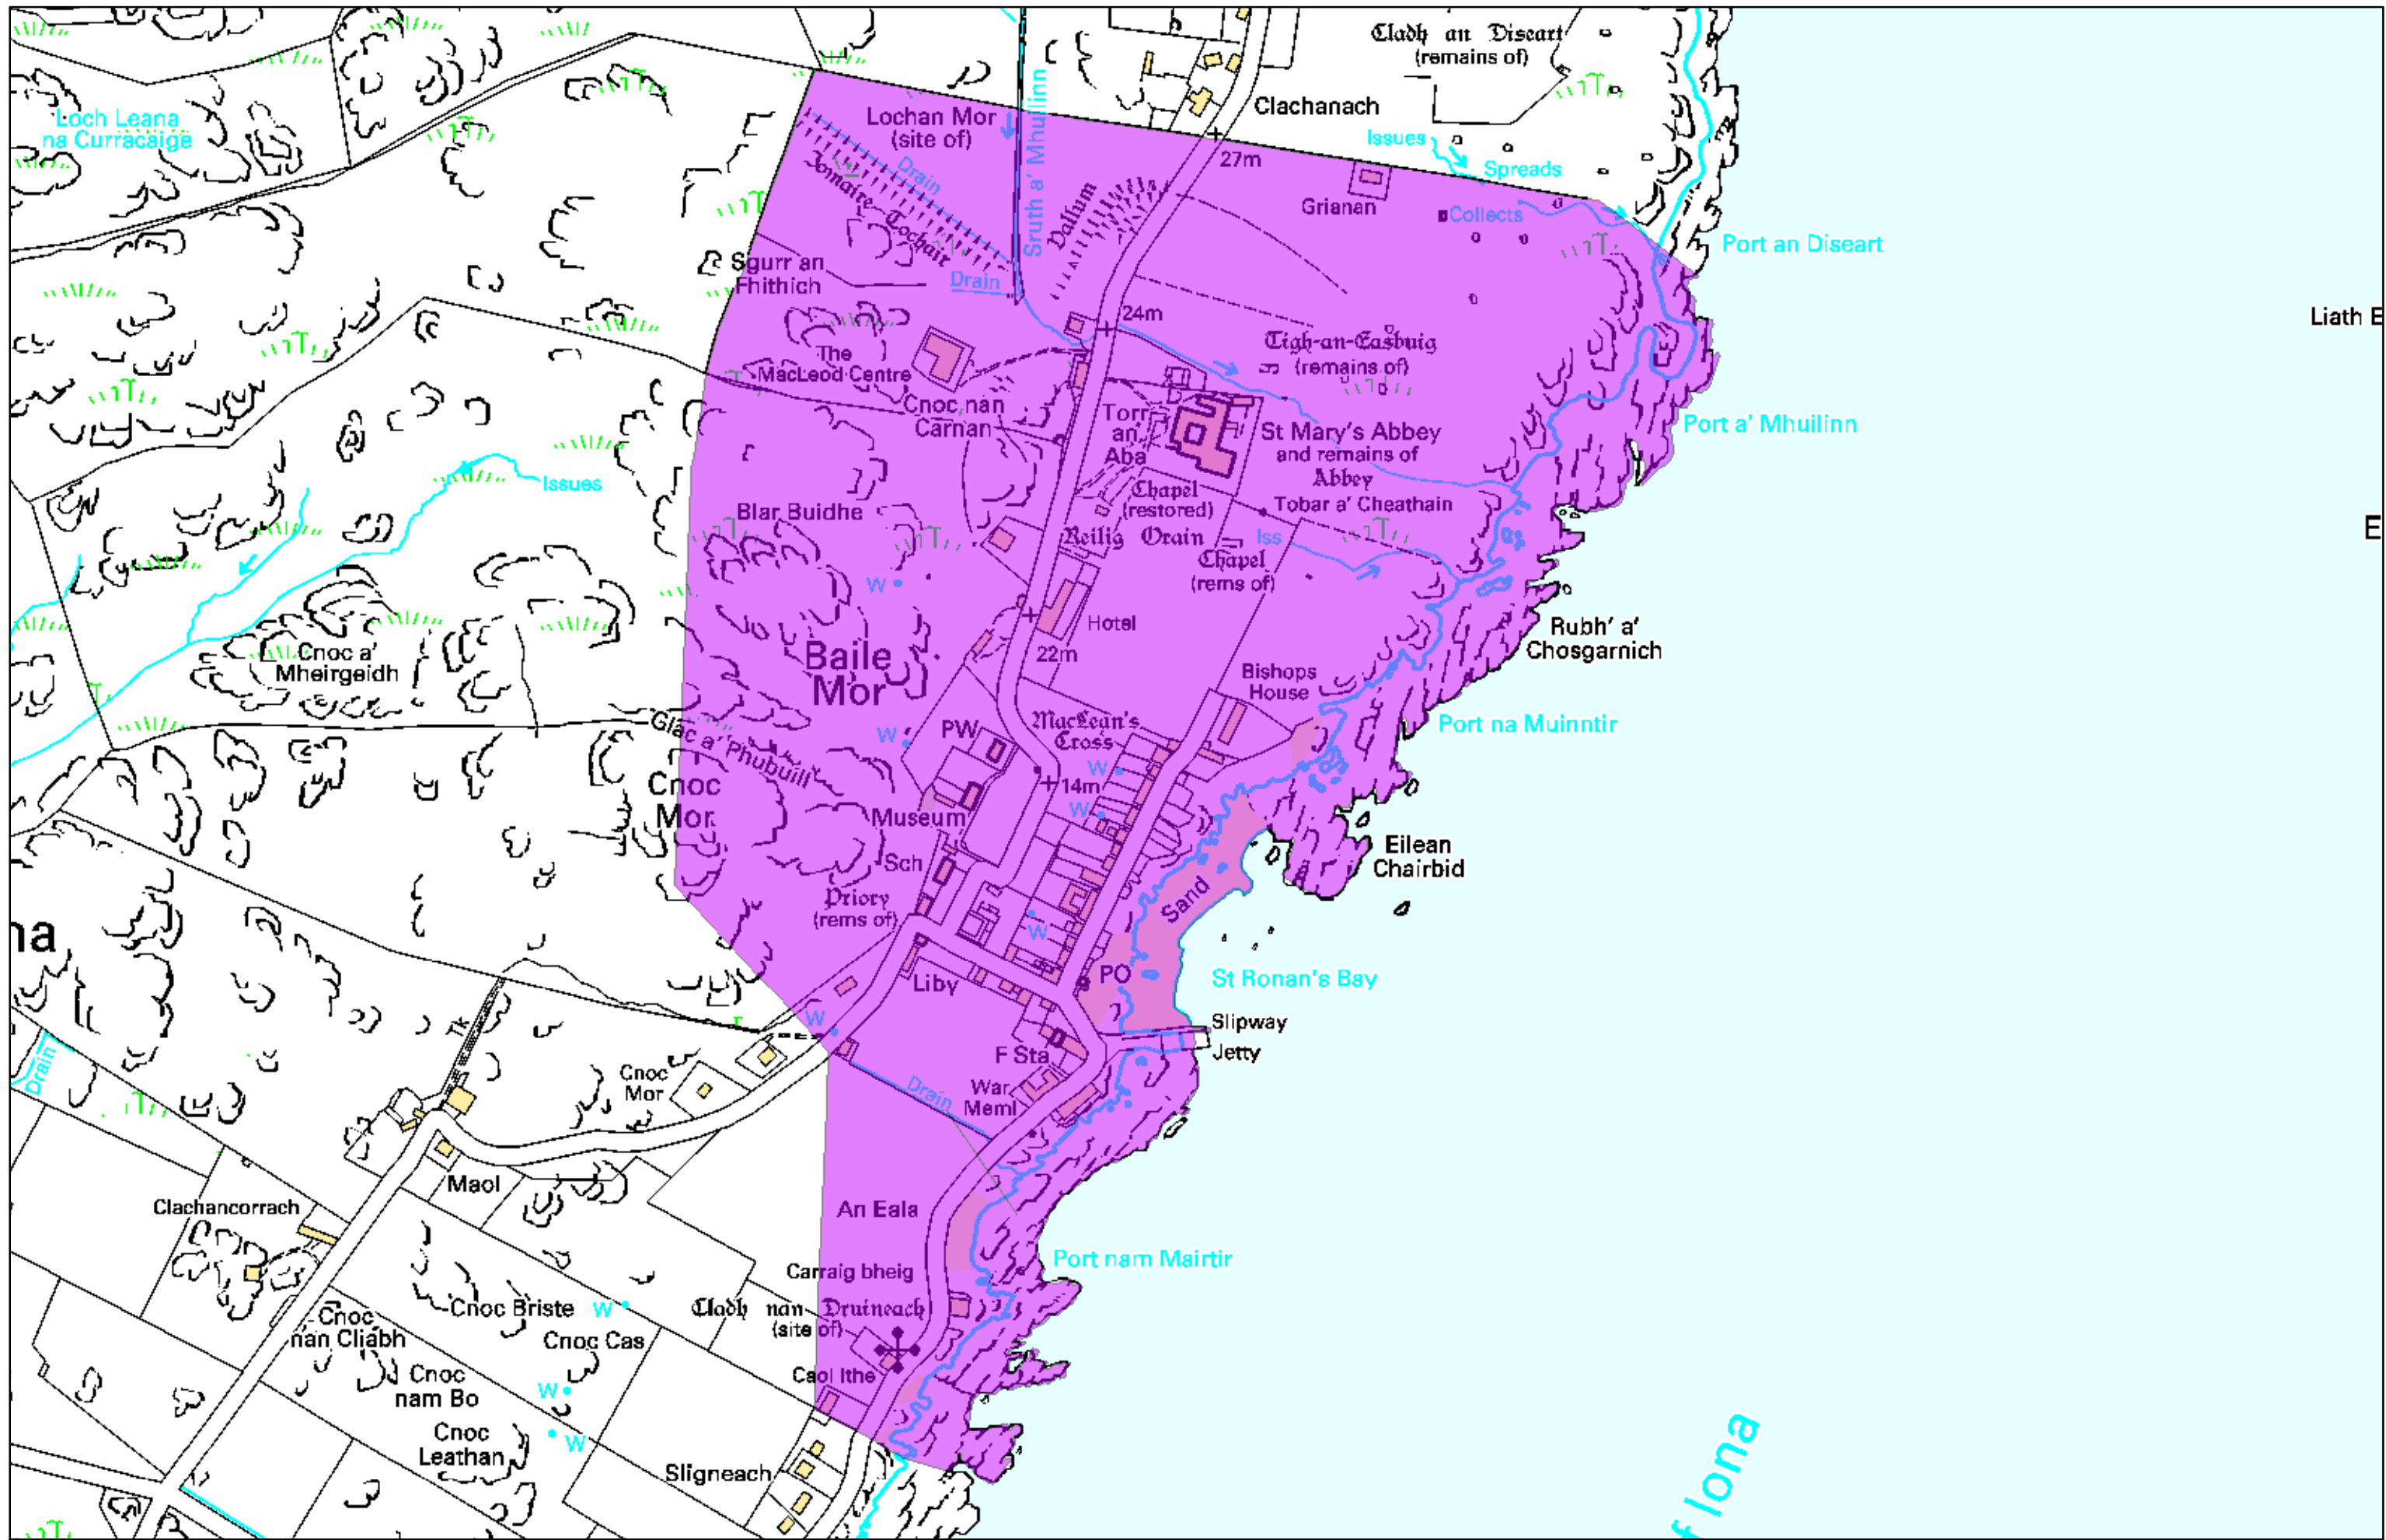 Cladh an Diseart
(remains of)
Loch Leana
na Curracaige
Lochan Mor
(site of)
Sruth a' Mhuilinn
Clachanach
Issues
27m
Spreads
Drain
Iomaire Tochair
Vallum
Grianan
Collects
Port an Diseart
Sgurr an
Fhithich
Drain
24m
Liath E
Tigh-an-Easbuig
(remains of)
The
MacLeod Centre
Cnoc nan
Carnan
Torr
an
Aba
St Mary's Abbey
and remains of
Abbey
Port a' Mhuilinn
Issues
Chapel
(restored)
Tobar a' Cheathain
Blar Buidhe
Reilig Orain
Iss
E
Chapel
(rems of)
W
Hotel
Rubh' a'
Chosgarnich
Cnoc a'
Mheirgeidh
Baile
Mor
22m
Bishops
House
Glac a' Phubuill
W
PW
MacLean's
Cross
Port na Muinntir
W
Cnoc
Mor
14m
W
Museum
Eilean
Chairbid
Sch
Sand
Priory
(rems of)
na
W
Liby
PO
St Ronan's Bay
W
Tk
Slipway
Jetty
Drain
F Sta
Cnoc
Mor
Drain
War
Meml
Maol
Clachancorrach
An Eala
Port nam Mairtir
Carraig bheig
Cnoc Briste
W
Cladh nan Druineach
(site of)
Cnoc
nan Cliabh
Cnoc Cas
Cnoc
nam Bo
W
Caol Ithe
Cnoc
Leathan
W
Sligneach
f Iona